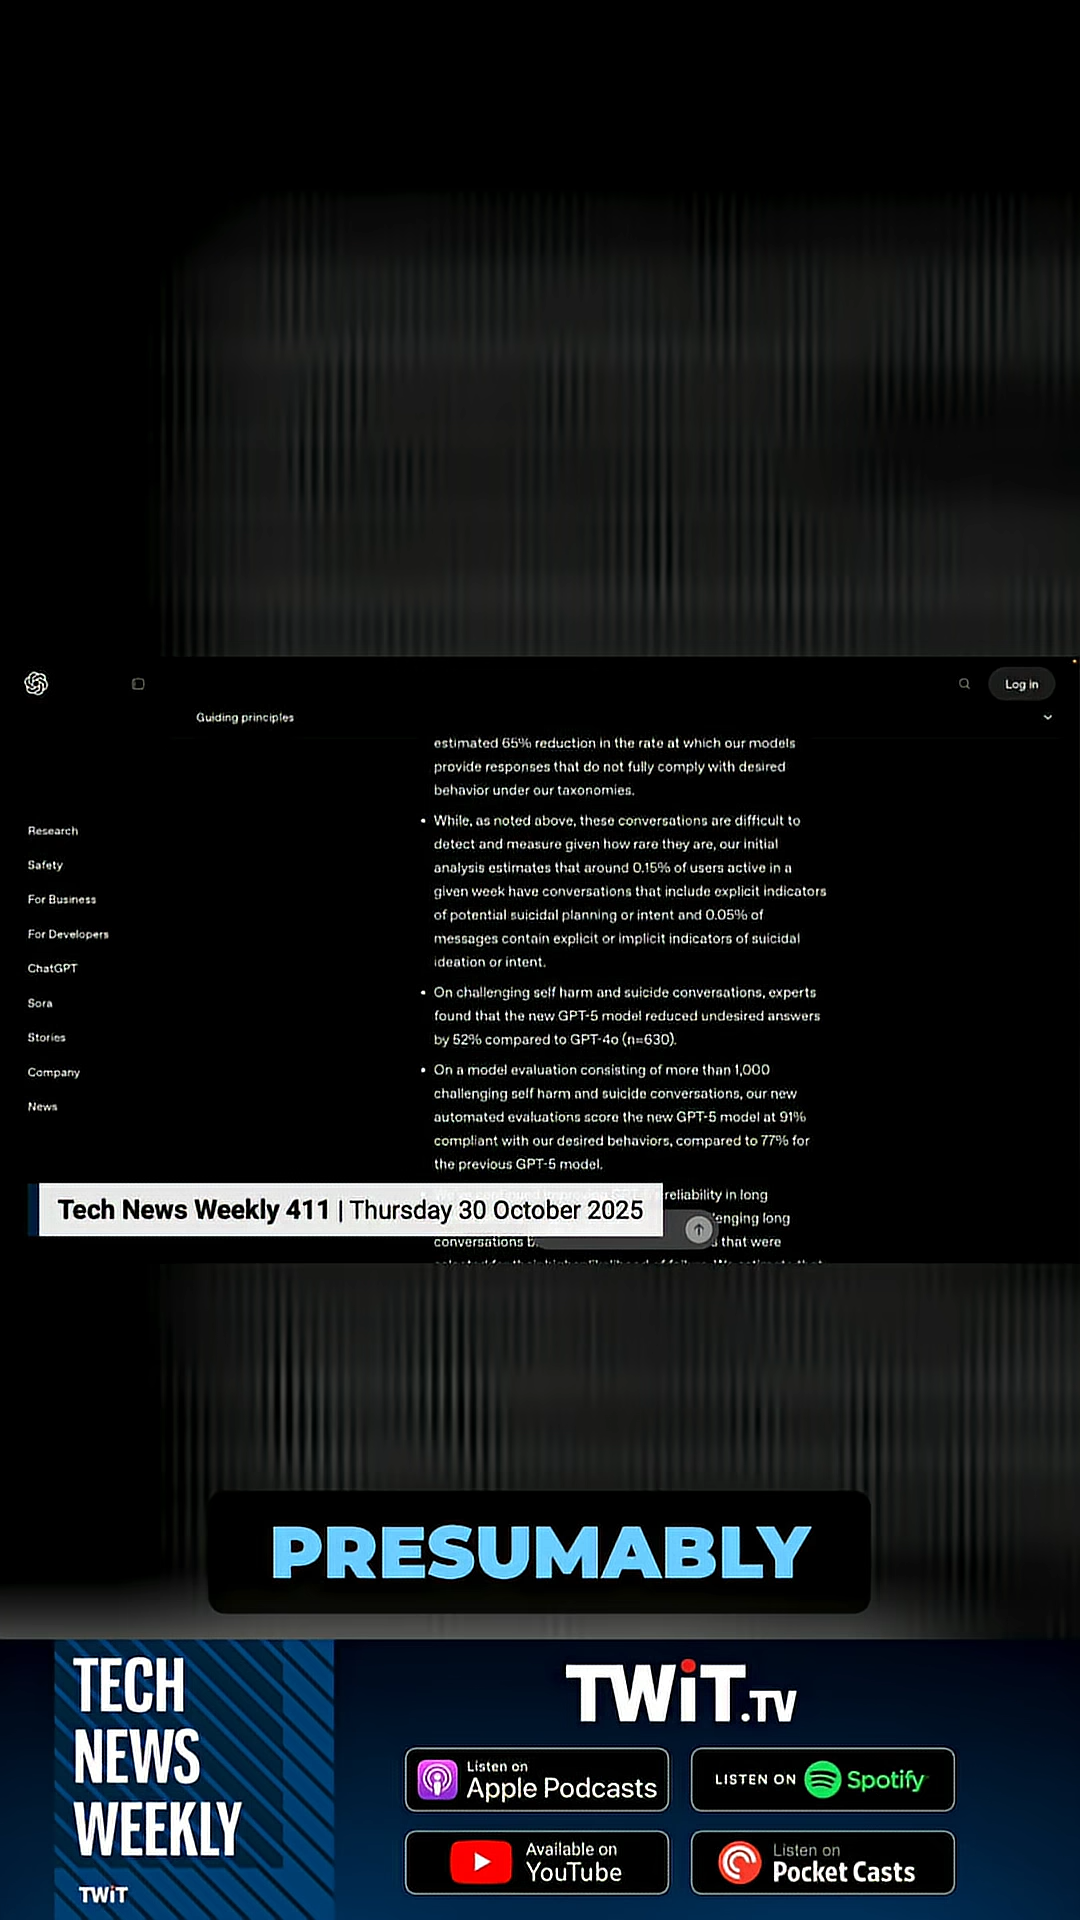 Log in
Guiding principles
estimated 65% reduction in the rate at which our models
provide responses that do not fully comply with desired
behavior under our taxonomies.
• While, as noted above, these conversations are difficult to
detect and measure given how rare they are, our initial
analysis estimates that around 0.15% of users active in a
given week have conversations that include explicit indicators
of potential suicidal planning or intent and 0.05% of
messages contain explicit or implicit indicators of suicidal
ideation or intent.
• On challenging self harm and suicide conversations, experts
found that the new GPT-5 model reduced undesired answers
by 52% compared to GPT-4o (n=630).
• On a model evaluation consisting of more than 1,000
challenging self harm and suicide conversations, our new
automated evaluations score the new GPT-5 model at 91%
compliant with our desired behaviors, compared to 77% for
the previous GPT-5 model.
reliability in long
long
conversations
that were
Research
Safety
For Business
For Developers
ChatGPT
Sora
Stories
Company
News
Tech News Weekly 411 | Thursday 30 October 2025
PRESUMABLY
TECH
NEWS
WEEKLY
TWiT
TWiT.TV
Listen on
Apple Podcasts
LISTEN ON Spotify
Available on
YouTube
Listen on
Pocket Casts